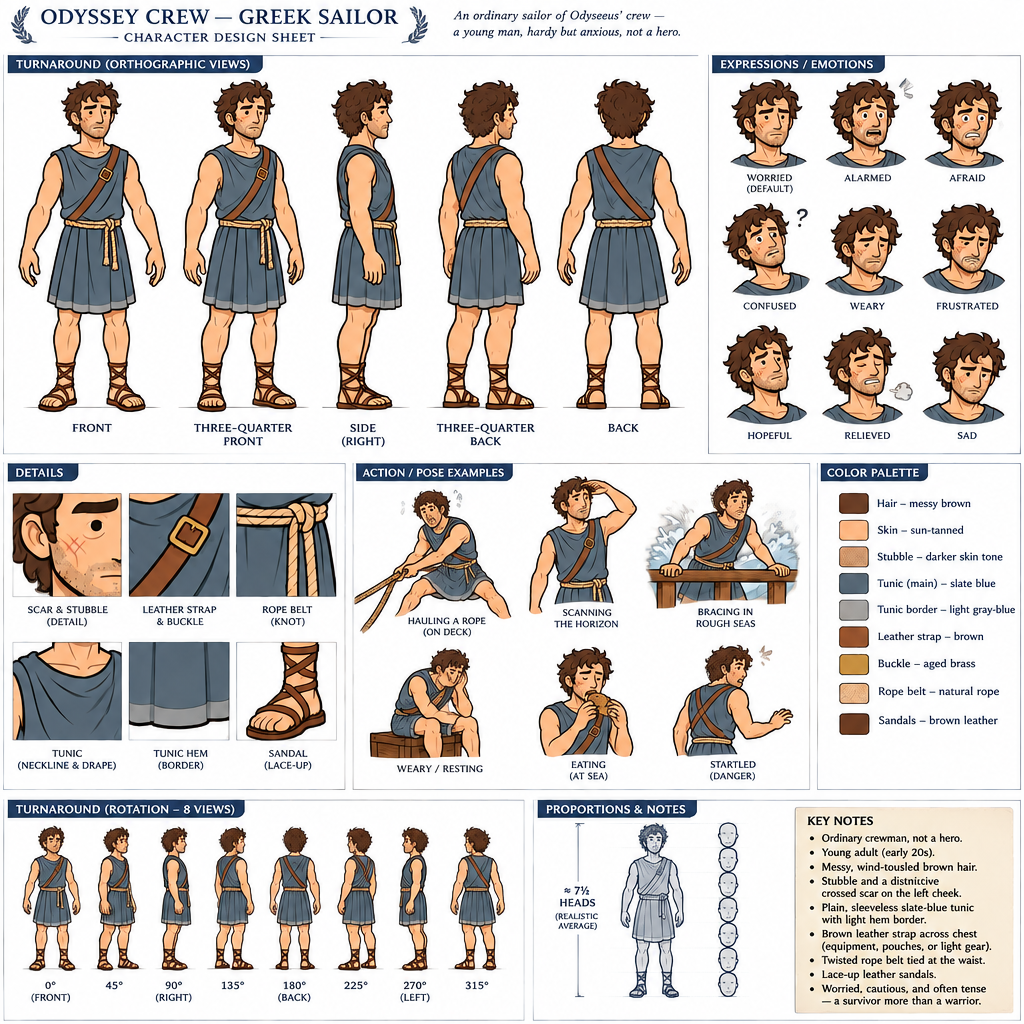 ODYSSEY CREW — GREEK SAILOR
CHARACTER DESIGN SHEET
An ordinary sailor of Odyseeus' crew —
a young man, hardy but anxious, not a hero.
TURNAROUND (ORTHOGRAPHIC VIEWS)
FRONT
THREE-QUARTER
FRONT
SIDE
(RIGHT)
THREE-QUARTER
BACK
BACK
EXPRESSIONS / EMOTIONS
WORRIED
(DEFAULT)
ALARMED
AFRAID
?
CONFUSED
WEARY
FRUSTRATED
HOPEFUL
RELIEVED
SAD
DETAILS
SCAR & STUBBLE
(DETAIL)
LEATHER STRAP
& BUCKLE
ROPE BELT
(KNOT)
TUNIC
(NECKLINE & DRAPE)
TUNIC HEM
(BORDER)
SANDAL
(LACE-UP)
ACTION / POSE EXAMPLES
HAULING A ROPE
(ON DECK)
SCANNING
THE HORIZON
BRACING IN
ROUGH SEAS
WEARY / RESTING
EATING
(AT SEA)
STARTLED
(DANGER)
COLOR PALETTE
Hair – messy brown
Skin – sun-tanned
Stubble – darker skin tone
Tunic (main) – slate blue
Tunic border – light gray-blue
Leather strap – brown
Buckle – aged brass
Rope belt – natural rope
Sandals – brown leather
TURNAROUND (ROTATION – 8 VIEWS)
0°
(FRONT)
45°
90°
(RIGHT)
135°
180°
(BACK)
225°
270°
(LEFT)
315°
PROPORTIONS & NOTES
≈ 7½
HEADS
(REALISTIC
AVERAGE)
KEY NOTES
• Ordinary crewman, not a hero.
• Young adult (early 20s).
• Messy, wind-tousled brown hair.
• Stubble and a distnticive
crossed scar on the left cheek.
• Plain, sleeveless slate-blue tunic
with light hem border.
• Brown leather strap across chest
(equipment, pouches, or light gear).
• Twisted rope belt tied at the waist.
• Lace-up leather sandals.
• Worried, cautious, and often tense
— a survivor more than a warrior.